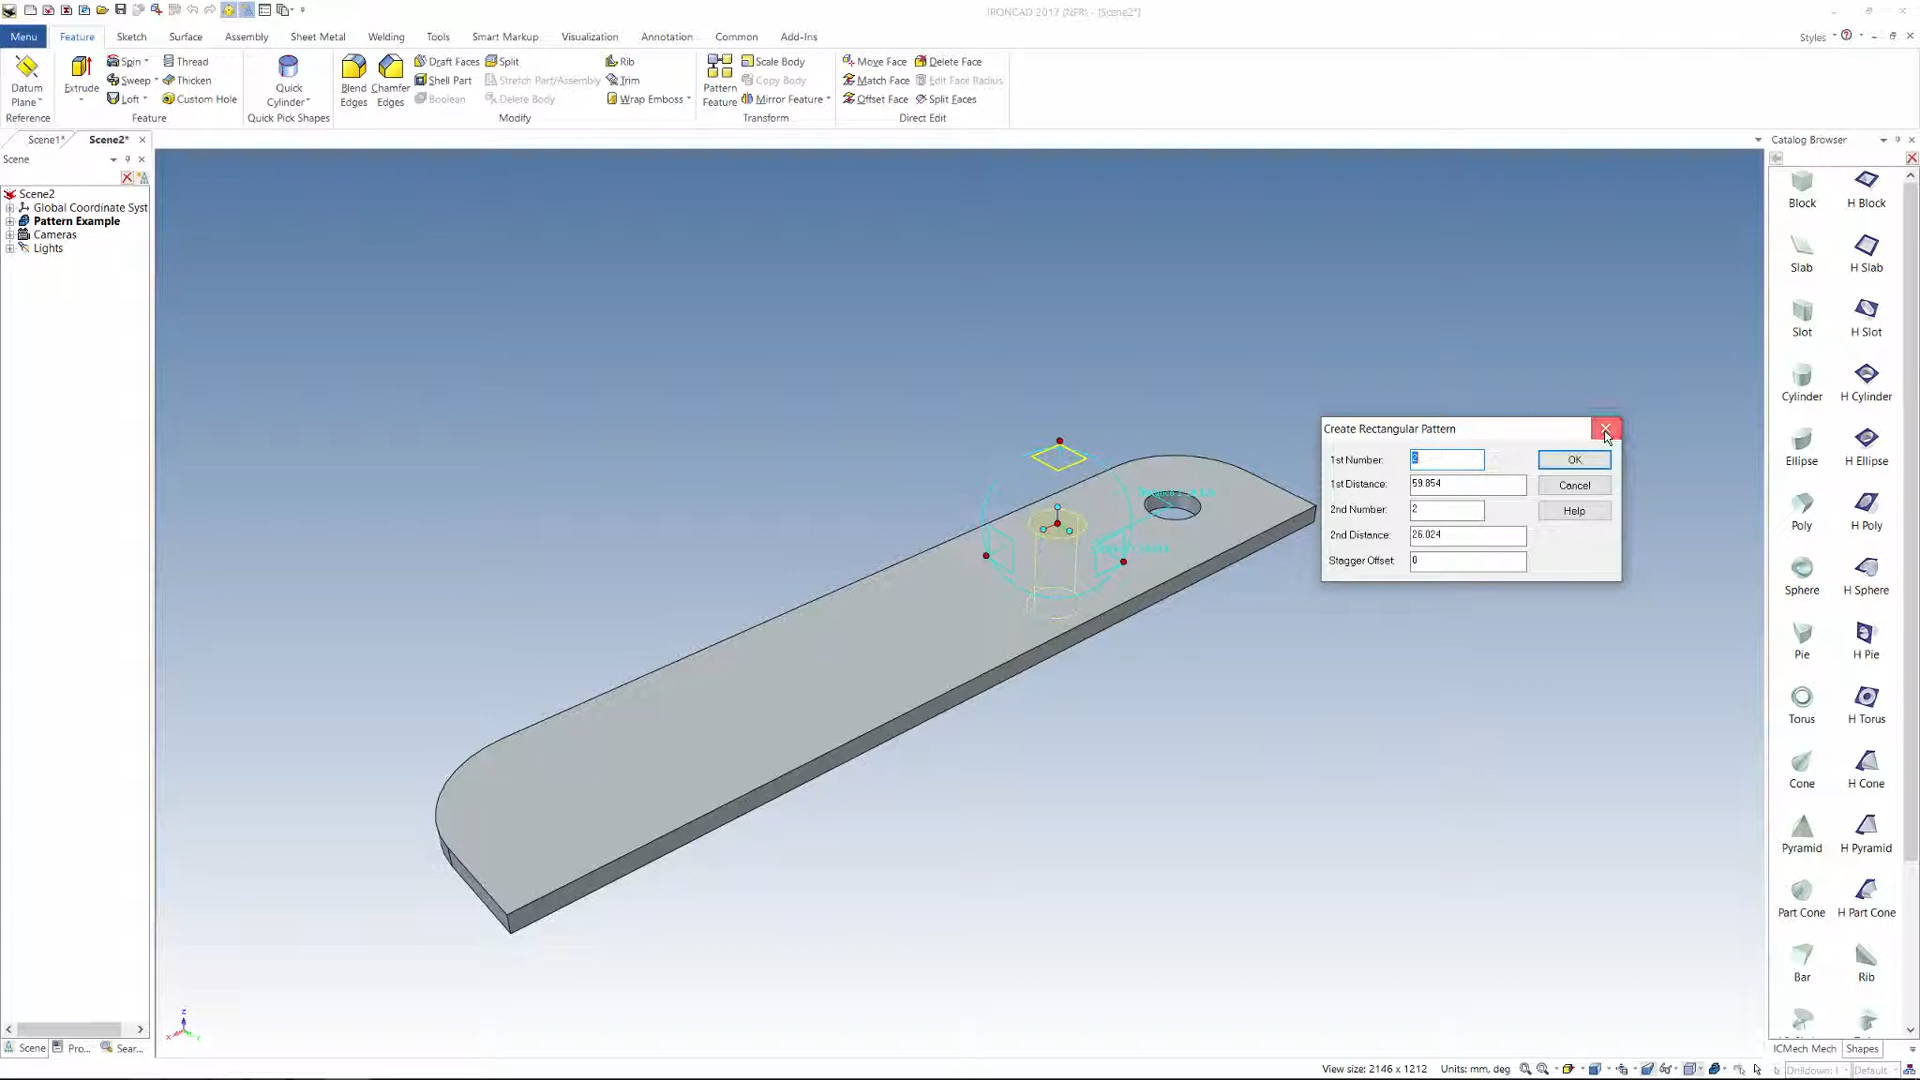 IRONCAD 2017 (NFR) - [Scene2*]
Menu Feature Sketch Surface Assembly Sheet Metal Welding Tools Smart Markup Visualization Annotation Common Add-Ins Styles
Datum Plane
Reference
Extrude
Spin
Sweep
Loft
Thread
Thicken
Custom Hole
Feature
Quick Cylinder
Quick Pick Shapes
Blend Edges
Chamfer Edges
Draft Faces
Shell Part
Boolean
Split
Stretch Part/Assembly
Delete Body
Rib
Trim
Wrap Emboss
Modify
Pattern Feature
Scale Body
Copy Body
Mirror Feature
Transform
Move Face
Match Face
Offset Face
Delete Face
Edit Face Radius
Split Faces
Direct Edit
Scene1* Scene2*
Scene
Scene2
Global Coordinate Syst
Pattern Example
Cameras
Lights
Create Rectangular Pattern
1st Number: 2 OK
1st Distance: 59.854 Cancel
2nd Number: 2 Help
2nd Distance: 26.024
Stagger Offset: 0
Catalog Browser
Block H Block
Slab H Slab
Slot H Slot
Cylinder H Cylinder
Ellipse H Ellipse
Poly H Poly
Sphere H Sphere
Pie H Pie
Torus H Torus
Cone H Cone
Pyramid H Pyramid
Part Cone H Part Cone
Bar Rib
ICMech Mech Shapes
Z
X Y
Scene Pro... Sear...
View size: 2146 x 1212 Units: mm, deg
Drilldown: Default